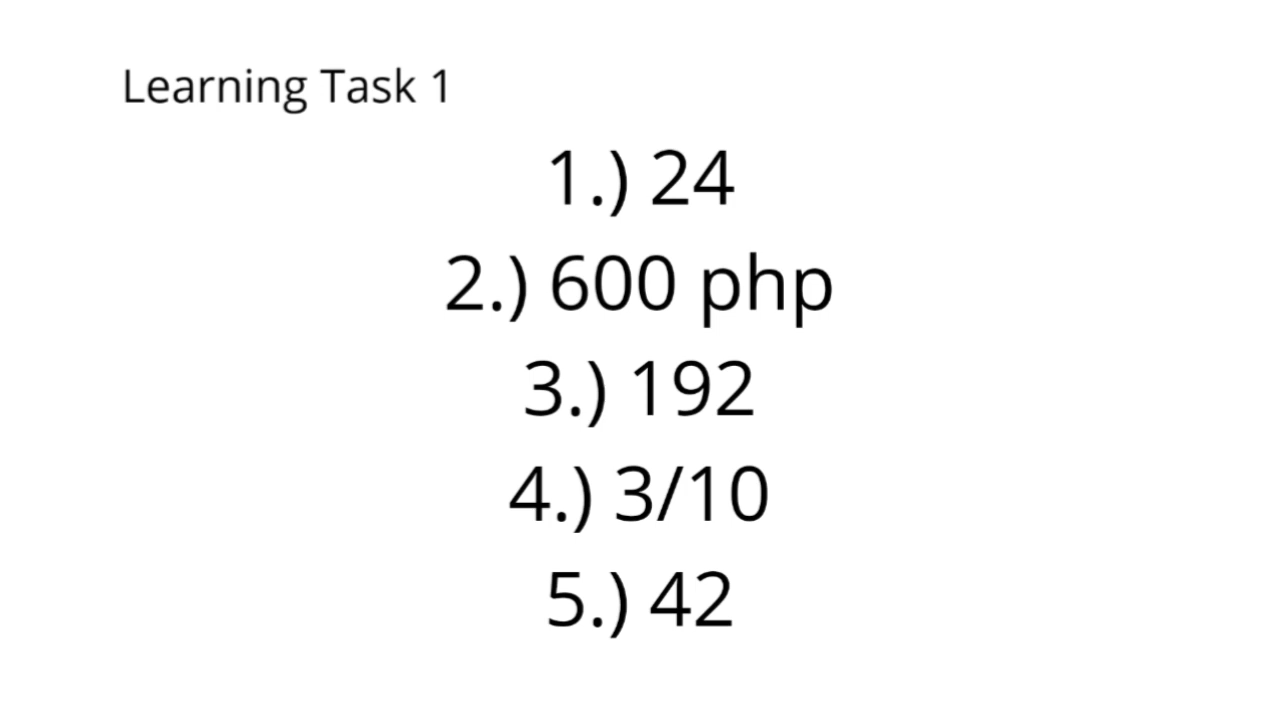 Learning Task 1
1.) 24
2.) 600 php
3.) 192
4.) 3/10
5.) 42